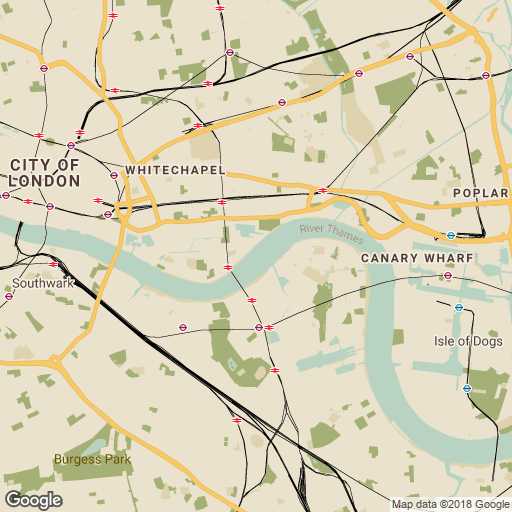 CITY OF
LONDON
WHITECHAPEL
POPLAR
River Thames
CANARY WHARF
Southwark
Isle of Dogs
Burgess Park
Google
Map data ©2018 Google